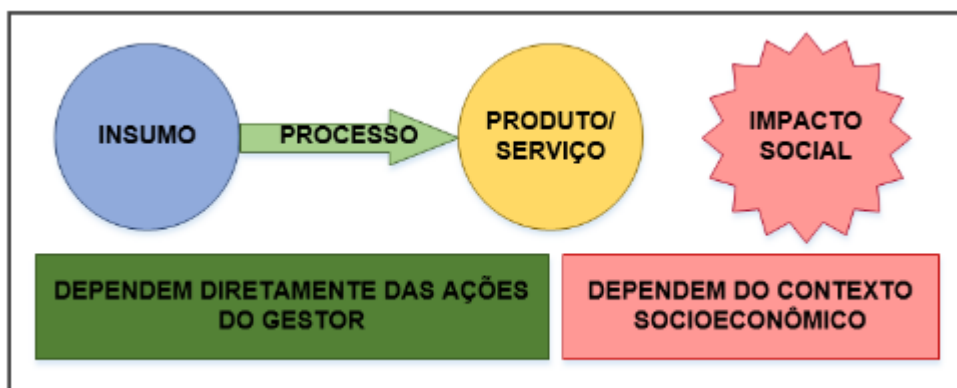 INSUMO
PROCESSO
PRODUTO/
SERVIÇO
IMPACTO
SOCIAL
DEPENDEM DIRETAMENTE DAS AÇÕES
DO GESTOR
DEPENDEM DO CONTEXTO
SOCIOECONÔMICO